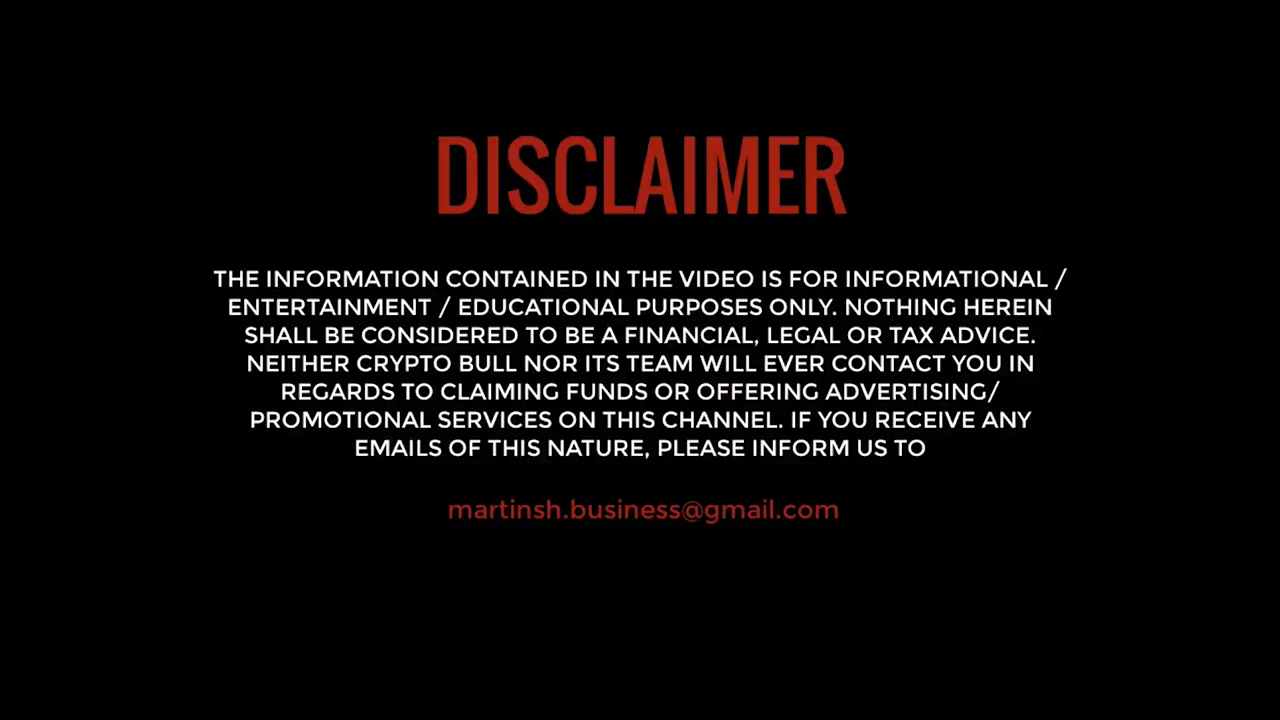 DISCLAIMER
THE INFORMATION CONTAINED IN THE VIDEO IS FOR INFORMATIONAL /
ENTERTAINMENT / EDUCATIONAL PURPOSES ONLY. NOTHING HEREIN
SHALL BE CONSIDERED TO BE A FINANCIAL, LEGAL OR TAX ADVICE.
NEITHER CRYPTO BULL NOR ITS TEAM WILL EVER CONTACT YOU IN
REGARDS TO CLAIMING FUNDS OR OFFERING ADVERTISING/
PROMOTIONAL SERVICES ON THIS CHANNEL. IF YOU RECEIVE ANY
EMAILS OF THIS NATURE, PLEASE INFORM US TO
martinsh.business@gmail.com